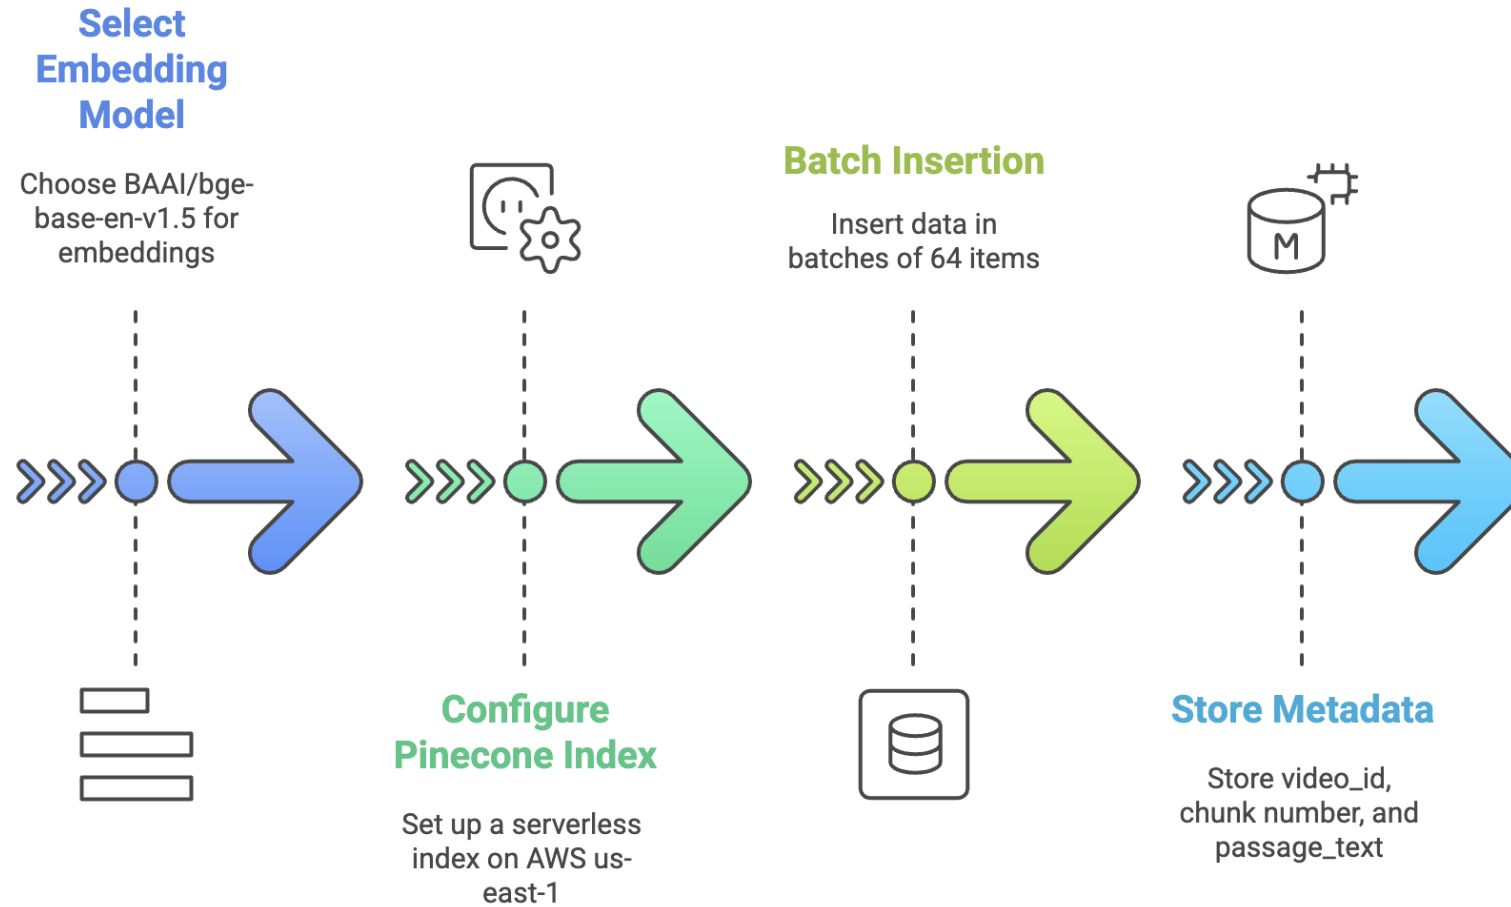 Select
Embedding
Model
Choose BAAI/bge-
base-en-v1.5 for
embeddings
Configure
Pinecone Index
Set up a serverless
index on AWS us-
east-1
Batch Insertion
Insert data in
batches of 64 items
M
Store Metadata
Store video_id,
chunk number, and
passage_text